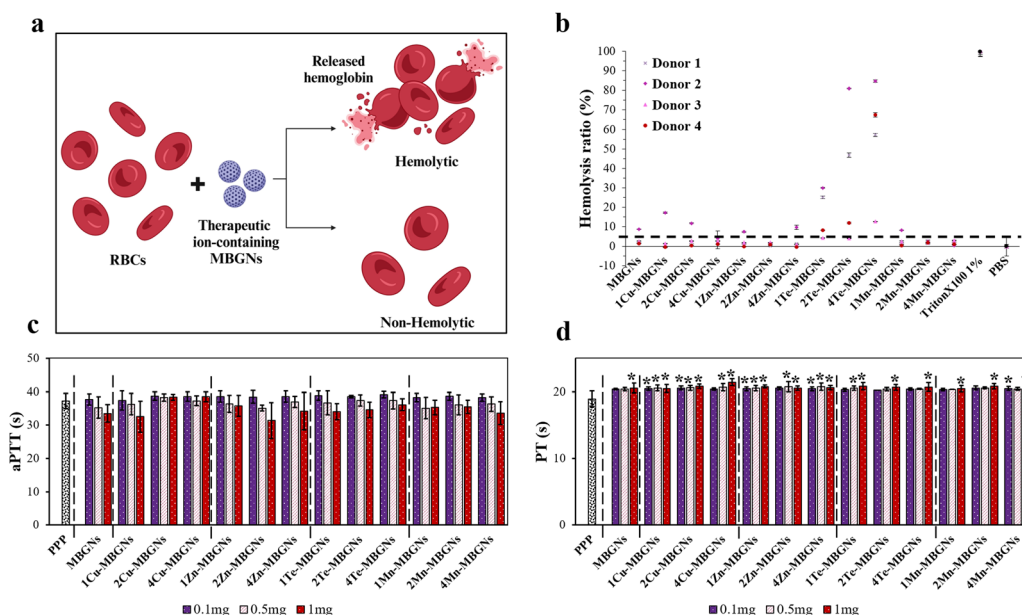 a
Released
hemoglobin
Hemolytic
+
Therapeutic
ion-containing
MBGNs
RBCs
Non-Hemolytic
b
Hemolysis ratio (%)
100
90
80
70
60
50
40
30
20
10
0
-10
Donor 1
Donor 2
Donor 3
Donor 4
MBGNs
1Cu-MBGNs
2Cu-MBGNs
4Cu-MBGNs
1Zn-MBGNs
2Zn-MBGNs
4Zn-MBGNs
1Te-MBGNs
2Te-MBGNs
4Te-MBGNs
1Mn-MBGNs
2Mn-MBGNs
4Mn-MBGNs
TritonX100 1%
PBS
c
aPTT (s)
50
40
30
20
10
0
PPP
MBGNs
1Cu-MBGNs
2Cu-MBGNs
4Cu-MBGNs
1Zn-MBGNs
2Zn-MBGNs
4Zn-MBGNs
1Te-MBGNs
2Te-MBGNs
4Te-MBGNs
1Mn-MBGNs
2Mn-MBGNs
4Mn-MBGNs
0.1mg 0.5mg 1mg
d
PT (s)
20
10
0
* * * * * * * * * * * * * * * * * * * * * * * * *
PPP
MBGNs
1Cu-MBGNs
2Cu-MBGNs
4Cu-MBGNs
1Zn-MBGNs
2Zn-MBGNs
4Zn-MBGNs
1Te-MBGNs
2Te-MBGNs
4Te-MBGNs
1Mn-MBGNs
2Mn-MBGNs
4Mn-MBGNs
0.1mg 0.5mg 1mg